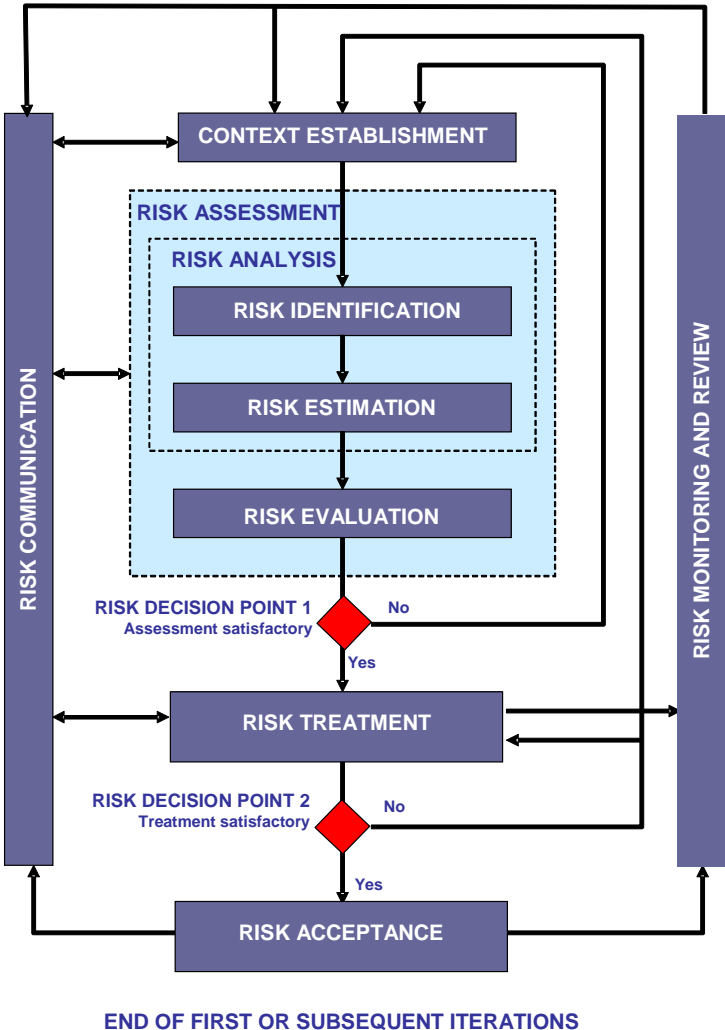 CONTEXT ESTABLISHMENT
RISK ASSESSMENT
RISK ANALYSIS
RISK IDENTIFICATION
RISK ESTIMATION
RISK EVALUATION
RISK COMMUNICATION
RISK MONITORING AND REVIEW
RISK DECISION POINT 1
Assessment satisfactory
No
Yes
RISK TREATMENT
RISK DECISION POINT 2
Treatment satisfactory
No
Yes
RISK ACCEPTANCE
END OF FIRST OR SUBSEQUENT ITERATIONS